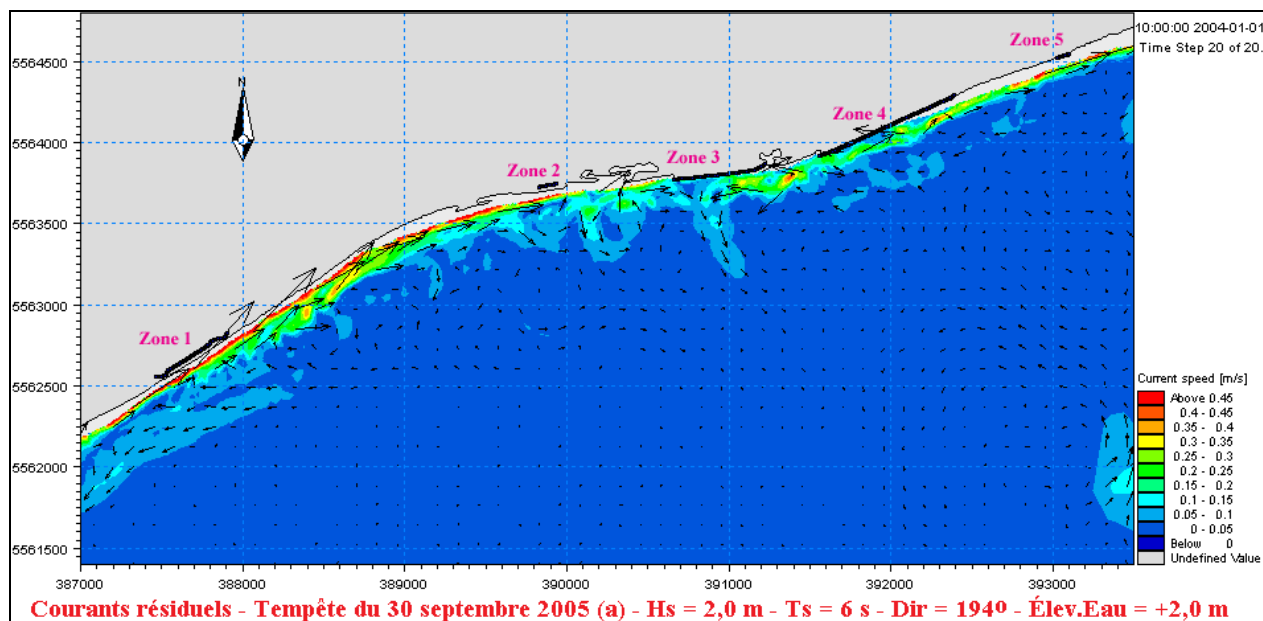 10:00:00 2004-01-01
Time Step 20 of 20.
Zone 5
5564500
N
Zone 4
5564000
Zone 2
Zone 3
5563500
5563000
Zone 1
5562500
Current speed [m/s]
Above 0.45
0.4 - 0.45
0.35 - 0.4
0.3 - 0.35
0.25 - 0.3
0.2 - 0.25
0.15 - 0.2
0.1 - 0.15
0.05 - 0.1
0 - 0.05
Below 0
Undefined Value
5562000
5561500
387000 388000 389000 390000 391000 392000 393000
Courants résiduels - Tempête du 30 septembre 2005 (a) - Hs = 2,0 m - Ts = 6 s - Dir = 194º - Élev.Eau = +2,0 m